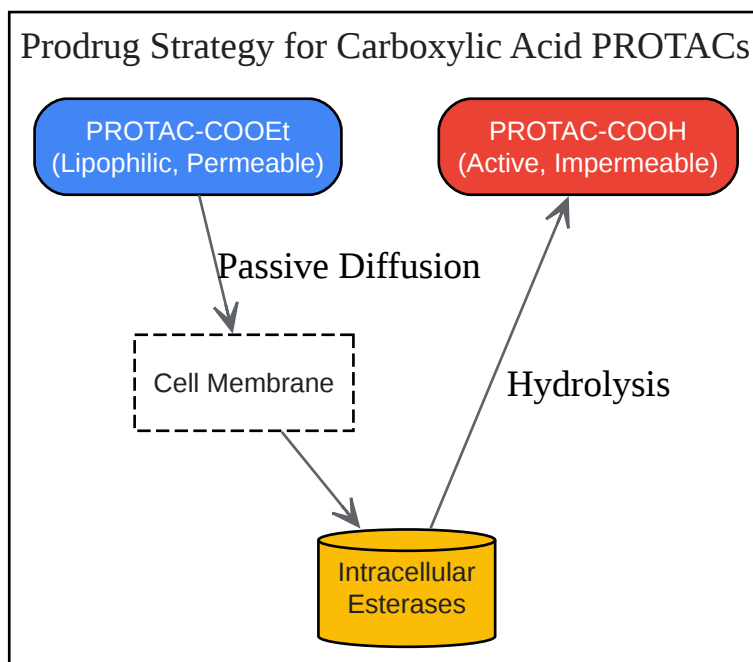 Prodrug Strategy for Carboxylic Acid PROTACs
PROTAC-COOEt
(Lipophilic, Permeable)
PROTAC-COOH
(Active, Impermeable)
Passive Diffusion
Cell Membrane
Hydrolysis
Intracellular
Esterases